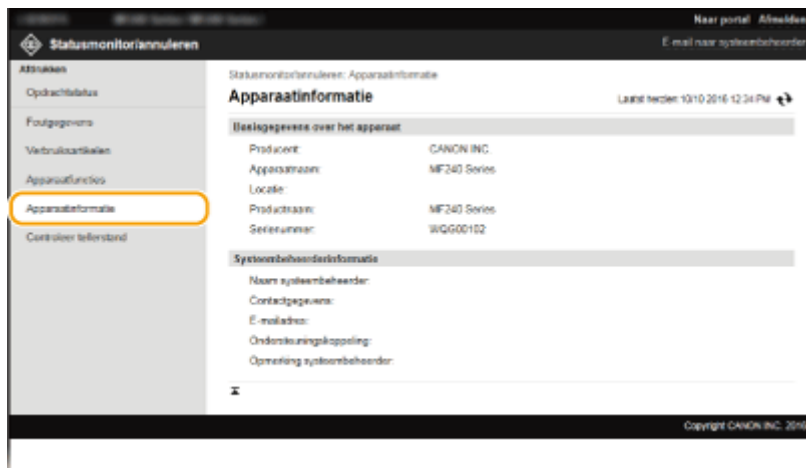 Naar portal Afmelden
Statusmonitor/annuleren
E-mail naar systeembeheerder
Afdrukken
Opdrachtstatus
Foutgegevens
Verbruiksartikelen
Apparaatfuncties
Apparaatinformatie
Controleer tellerstand
Statusmonitor/annuleren: Apparaatinformatie
Apparaatinformatie
Laatst herzien: 10/10 2016 12:34 PM
Basisgegevens over het apparaat
Producent: CANON INC.
Apparaatnaam: MF240 Series
Locatie:
Productnaam: MF240 Series
Serienummer: WQG00102
Systeembeheerderinformatie
Naam systeembeheerder:
Contactgegevens:
E-mailadres:
Ondersteuningskoppeling:
Opmerking systeembeheerder:
Copyright CANON INC. 2016